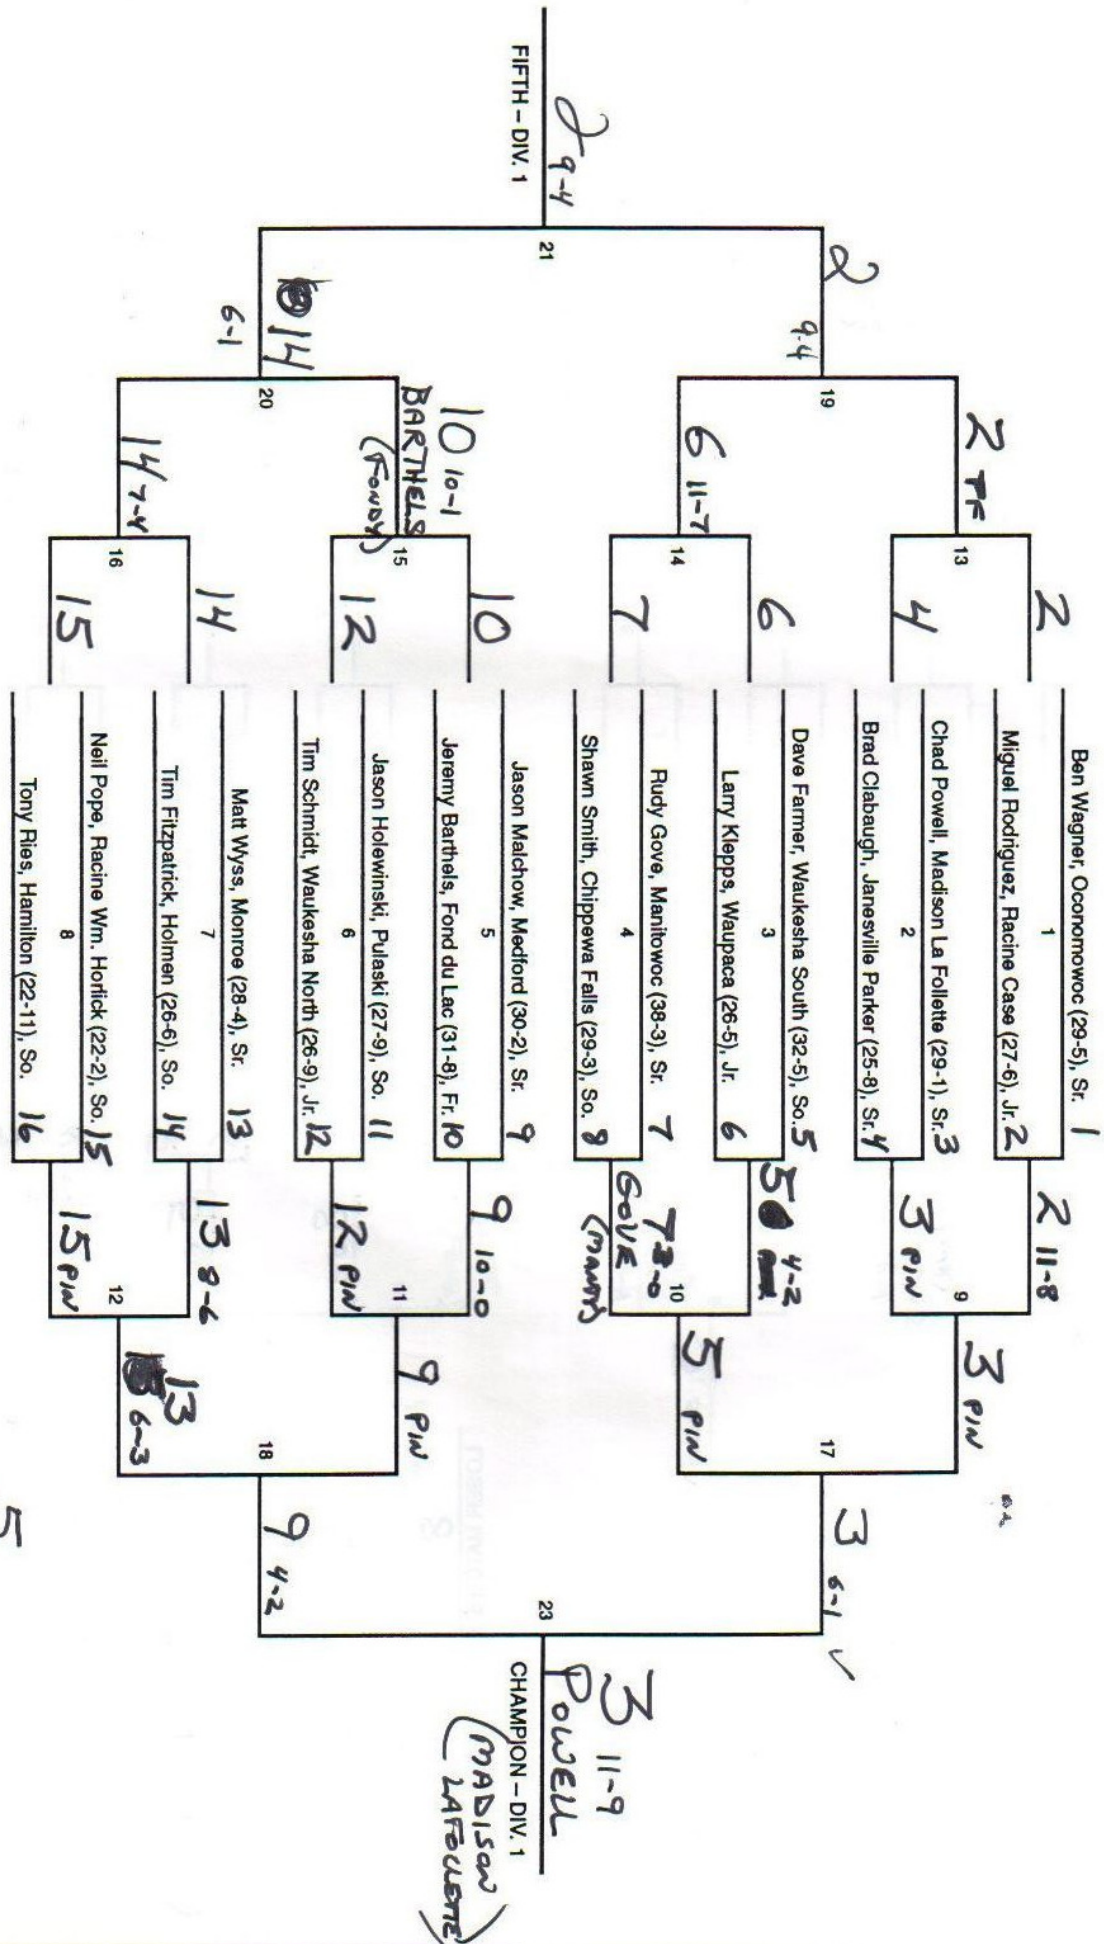 Ben Wagner, Oconomowoc (29-5), Sr. 1
1
Miguel Rodriguez, Racine Case (27-6), Jr. 2
Chad Powell, Madison La Follette (29-1), Sr. 3
2
Brad Clabaugh, Janesville Parker (25-8), Sr. 4
Dave Farmer, Waukesha South (32-5), So. 5
3
Larry Klepps, Waupaca (26-5), Jr. 6
Rudy Gove, Manitowoc (38-3), Sr. 7
4
Shawn Smith, Chippewa Falls (29-3), So. 8
Jason Malchow, Medford (30-2), Sr. 9
5
Jeremy Barthels, Fond du Lac (31-8), Fr. 10
Jason Holewinski, Pulaski (27-9), So. 11
6
Tim Schmidt, Waukesha North (26-9), Jr. 12
Matt Wyss, Monroe (28-4), Sr. 13
7
Tim Fitzpatrick, Holmen (26-6), So. 14
Neil Pope, Racine Wm. Horlick (22-2), So. 15
8
Tony Ries, Hamilton (22-11), So. 16
2 11-8
9
3 PIN
5 4-2
10
7 3-0
GOVE
(MANTY)
9 10-0
11
12 PIN
13 8-6
12
15 PIN
3 PIN
17
5 PIN
9 PIN
18
13
6-3
3 6-1
23
9 4-2
3 11-9
POWELL
CHAMPION – DIV. 1
(MADISON
LAFOLLETTE)
2
13
4
6
14
7
10
15
12
14
16
15
2 TF
19
6 11-7
10 10-1
BARTHELS
(FONDY)
20
14 7-4
2
9-4
21
14
6-1
2 9-4
FIFTH – DIV. 1
5